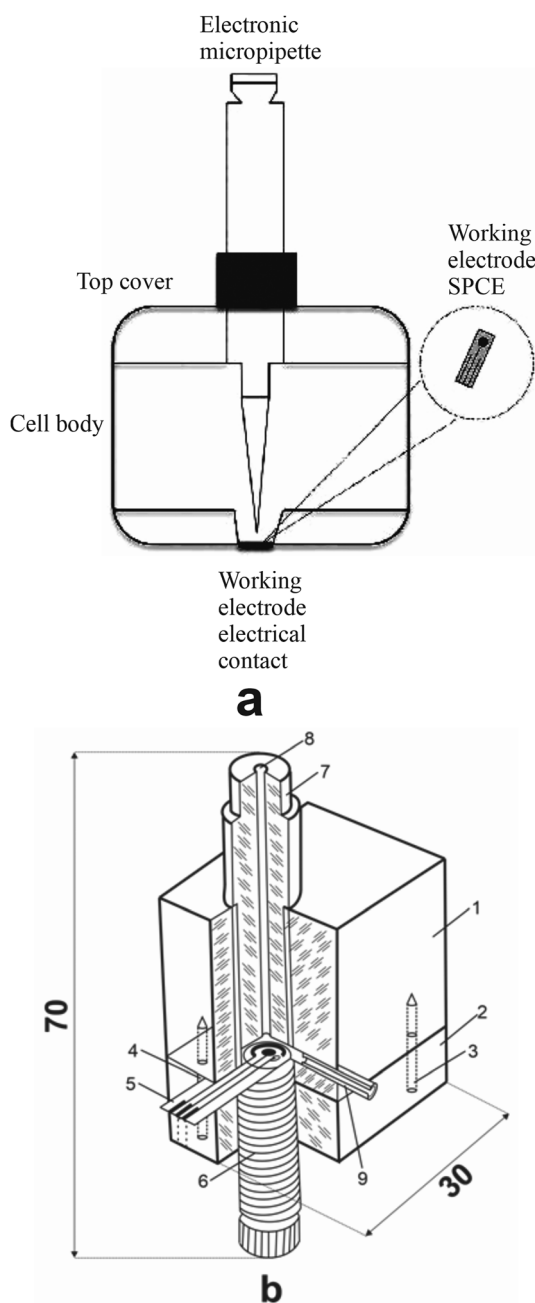 Electronic
micropipette
Working
electrode
SPCE
Top cover
Cell body
Working
electrode
electrical
contact
a
8
7
1
70
2
4
3
5
6
9
30
b